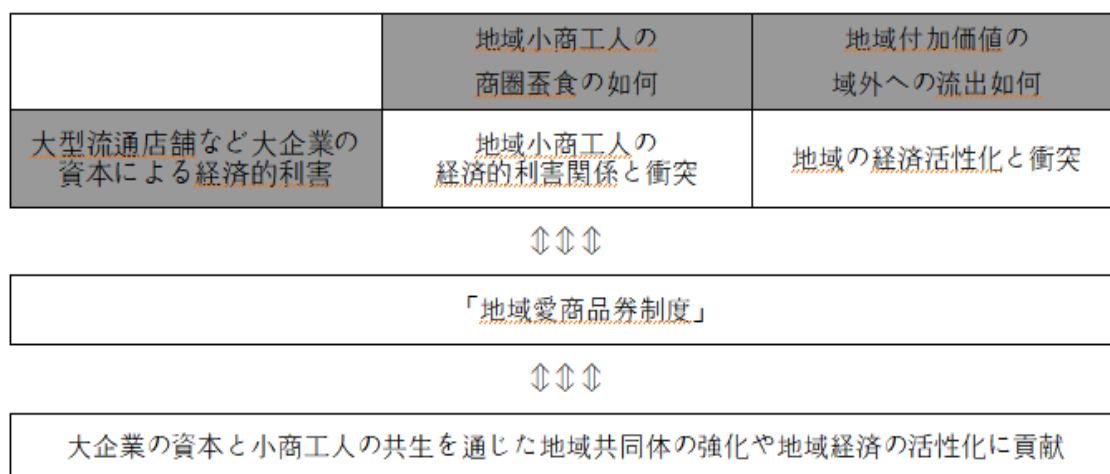 地域小商工人の
商圏蚕食の如何
地域付加価値の
域外への流出如何
大型流通店舗など大企業の
資本による経済的利害
地域小商工人の
経済的利害関係と衝突
地域の経済活性化と衝突
⇕⇕⇕
「地域愛商品券制度」
⇕⇕⇕
大企業の資本と小商工人の共生を通じた地域共同体の強化や地域経済の活性化に貢献